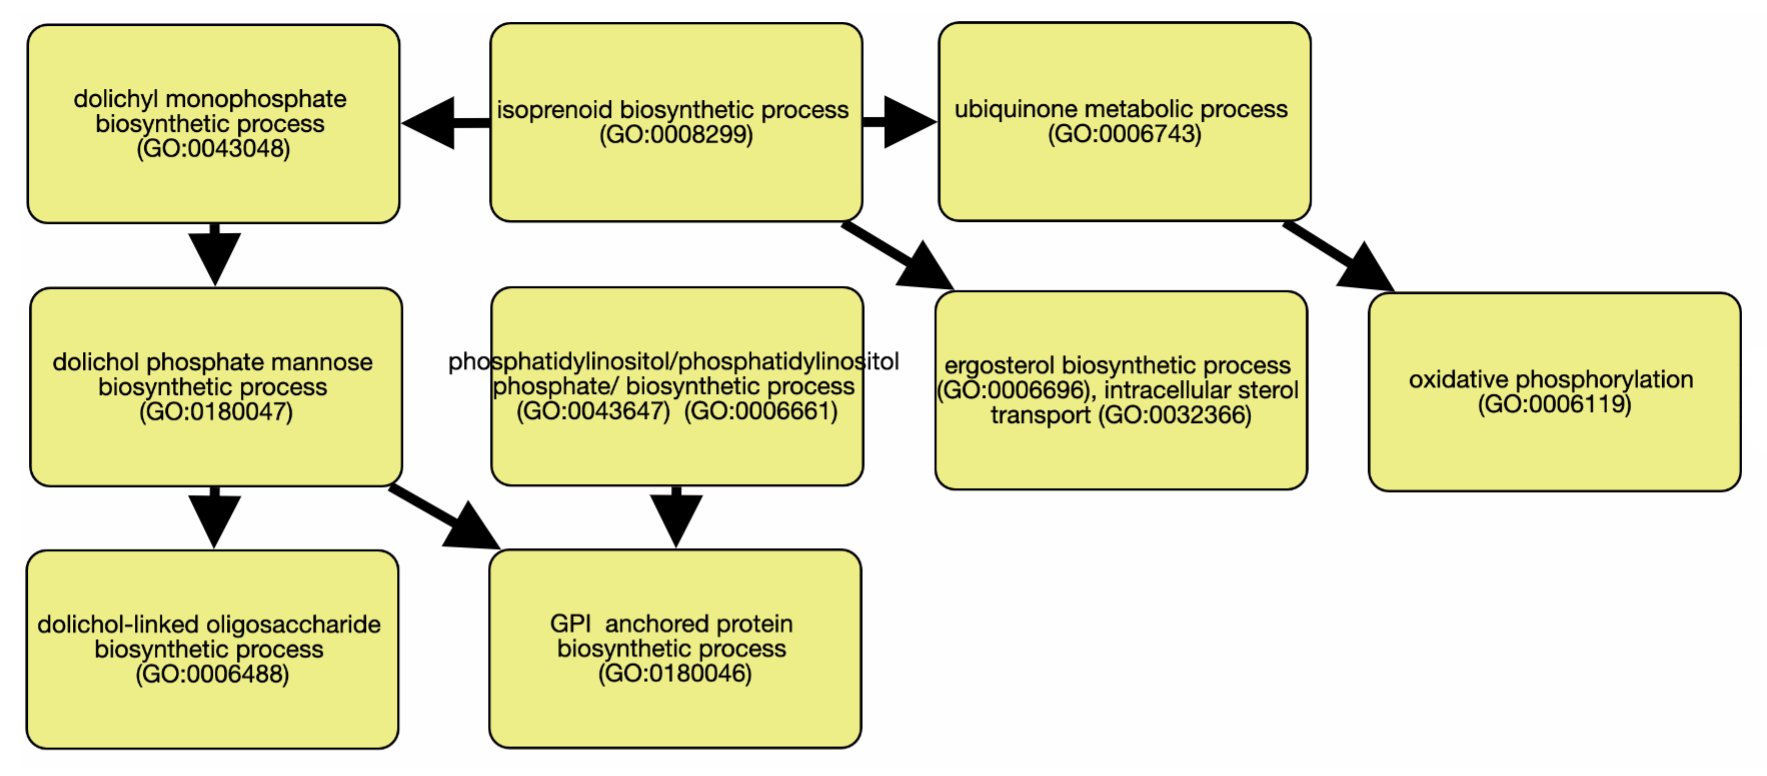 dolichyl monophosphate
biosynthetic process
(GO:0043048)
isoprenoid biosynthetic process
(GO:0008299)
ubiquinone metabolic process
(GO:0006743)
dolichol phosphate mannose
biosynthetic process
(GO:0180047)
phosphatidylinositol/phosphatidylinositol
phosphate/ biosynthetic process
(GO:0043647)  (GO:0006661)
ergosterol biosynthetic process
(GO:0006696), intracellular sterol
transport (GO:0032366)
oxidative phosphorylation
(GO:0006119)
dolichol-linked oligosaccharide
biosynthetic process
(GO:0006488)
GPI  anchored protein
biosynthetic process
(GO:0180046)